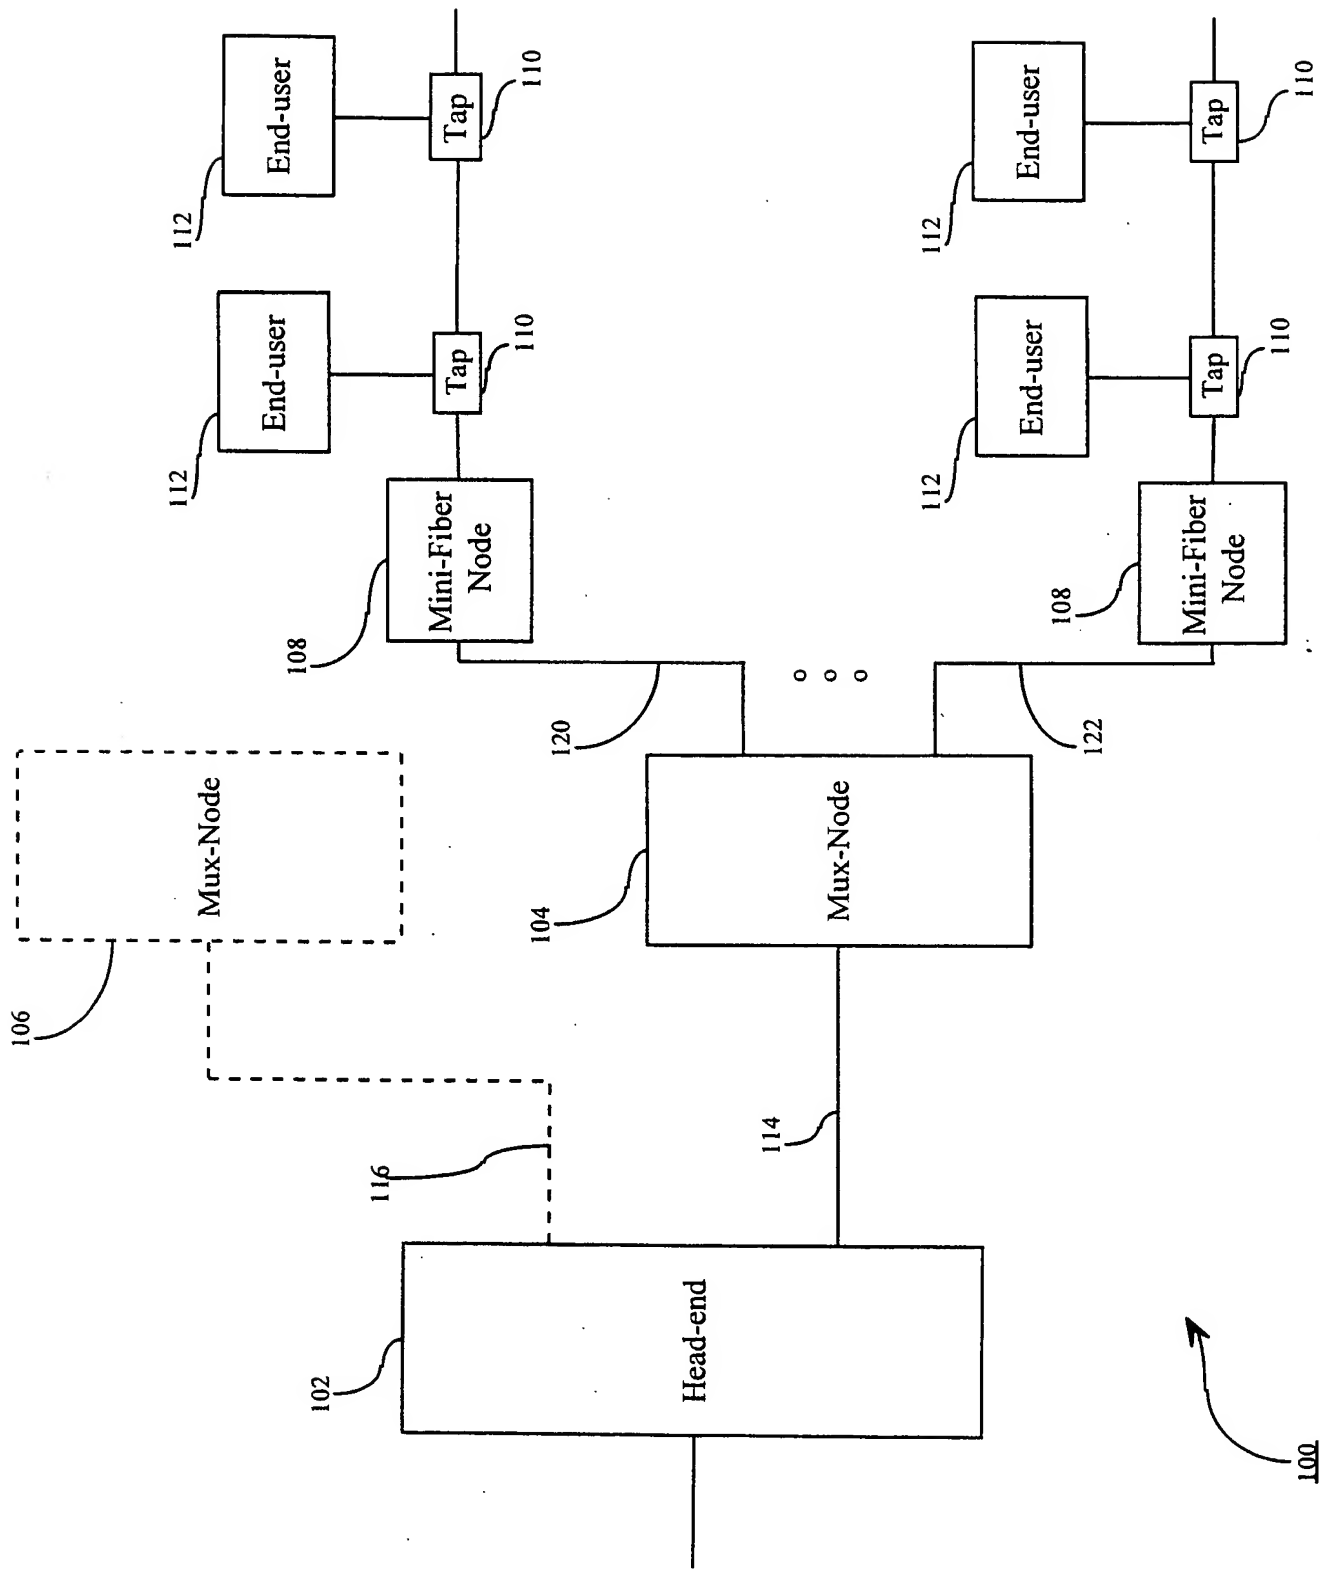 100
102
Head-end
116
114
106
Mux-Node
104
Mux-Node
120
122
108
Mini-Fiber
Node
108
Mini-Fiber
Node
112
End-user
Tap
110
112
End-user
Tap
110
112
End-user
Tap
110
112
End-user
Tap
110